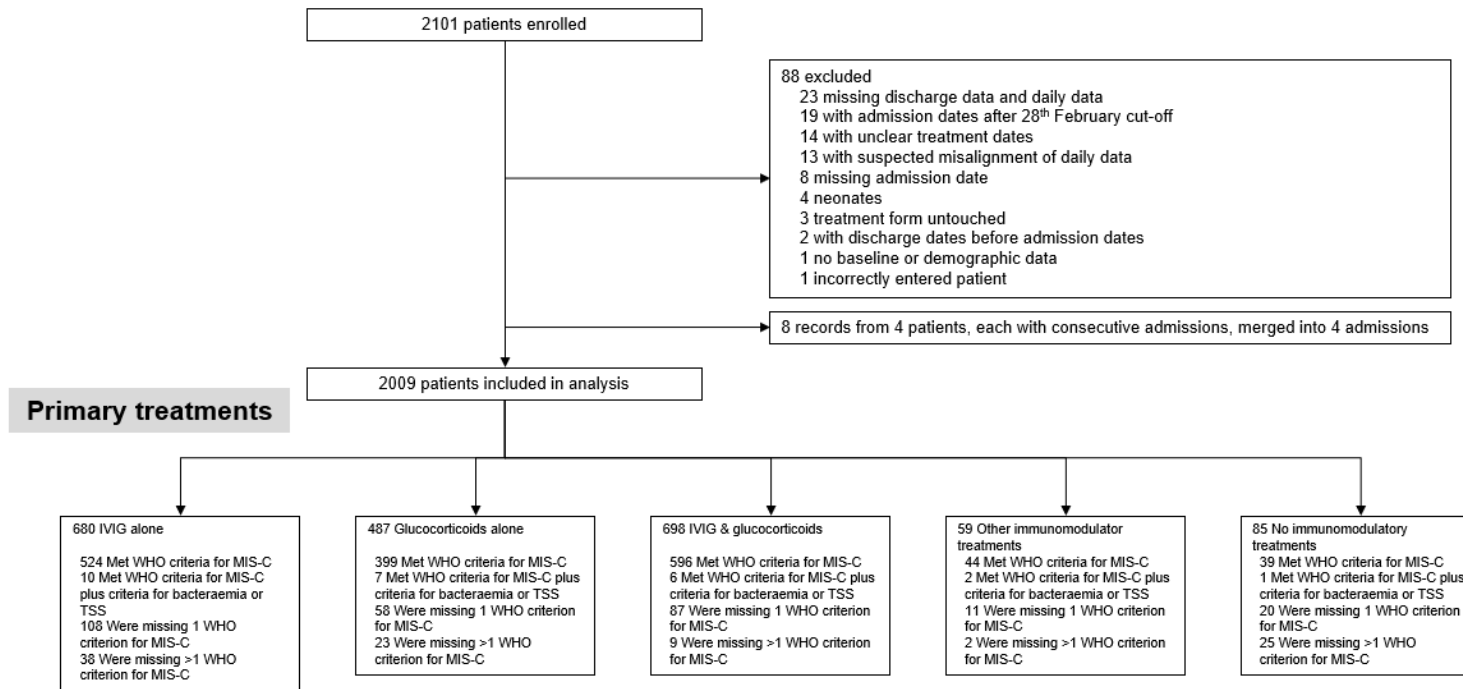 2101 patients enrolled
88 excluded
23 missing discharge data and daily data
19 with admission dates after 28th February cut-off
14 with unclear treatment dates
13 with suspected misalignment of daily data
8 missing admission date
4 neonates
3 treatment form untouched
2 with discharge dates before admission dates
1 no baseline or demographic data
1 incorrectly entered patient
8 records from 4 patients, each with consecutive admissions, merged into 4 admissions
2009 patients included in analysis
Primary treatments
680 IVIG alone
524 Met WHO criteria for MIS-C
10 Met WHO criteria for MIS-C
plus criteria for bacteraemia or
TSS
108 Were missing 1 WHO
criterion for MIS-C
38 Were missing >1 WHO
criterion for MIS-C
487 Glucocorticoids alone
399 Met WHO criteria for MIS-C
7 Met WHO criteria for MIS-C plus
criteria for bacteraemia or TSS
58 Were missing 1 WHO criterion
for MIS-C
23 Were missing >1 WHO
criterion for MIS-C
698 IVIG & glucocorticoids
596 Met WHO criteria for MIS-C
6 Met WHO criteria for MIS-C plus
criteria for bacteraemia or TSS
87 Were missing 1 WHO criterion
for MIS-C
9 Were missing >1 WHO criterion
for MIS-C
59 Other immunomodulator
treatments
44 Met WHO criteria for MIS-C
2 Met WHO criteria for MIS-C plus
criteria for bacteraemia or TSS
11 Were missing 1 WHO criterion
for MIS-C
2 Were missing >1 WHO criterion
for MIS-C
85 No immunomodulatory
treatments
39 Met WHO criteria for MIS-C
1 Met WHO criteria for MIS-C plus
criteria for bacteraemia or TSS
20 Were missing 1 WHO criterion
for MIS-C
25 Were missing >1 WHO
criterion for MIS-C